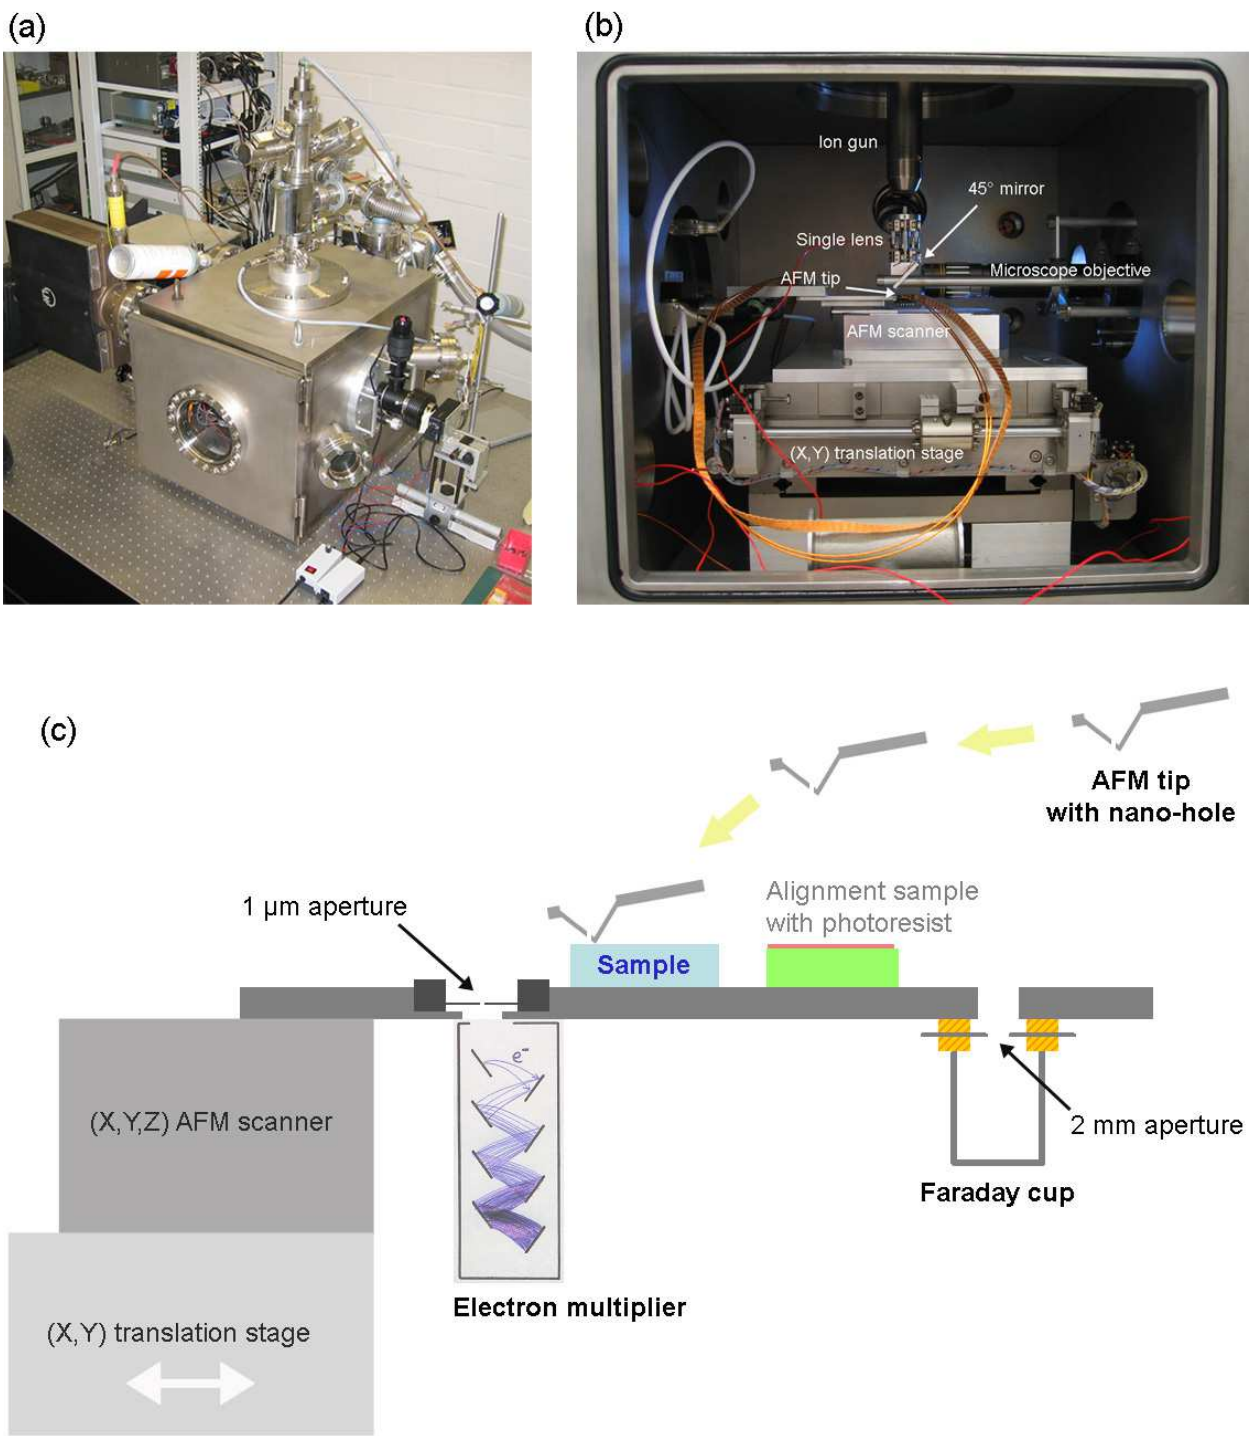 (a)
(b)
Ion gun
45° mirror
Single lens
Microscope objective
AFM tip
AFM scanner
(X,Y) translation stage
(c)
AFM tip
with nano-hole
1 µm aperture
Alignment sample
with photoresist
Sample
e-
(X,Y,Z) AFM scanner
2 mm aperture
Faraday cup
Electron multiplier
(X,Y) translation stage